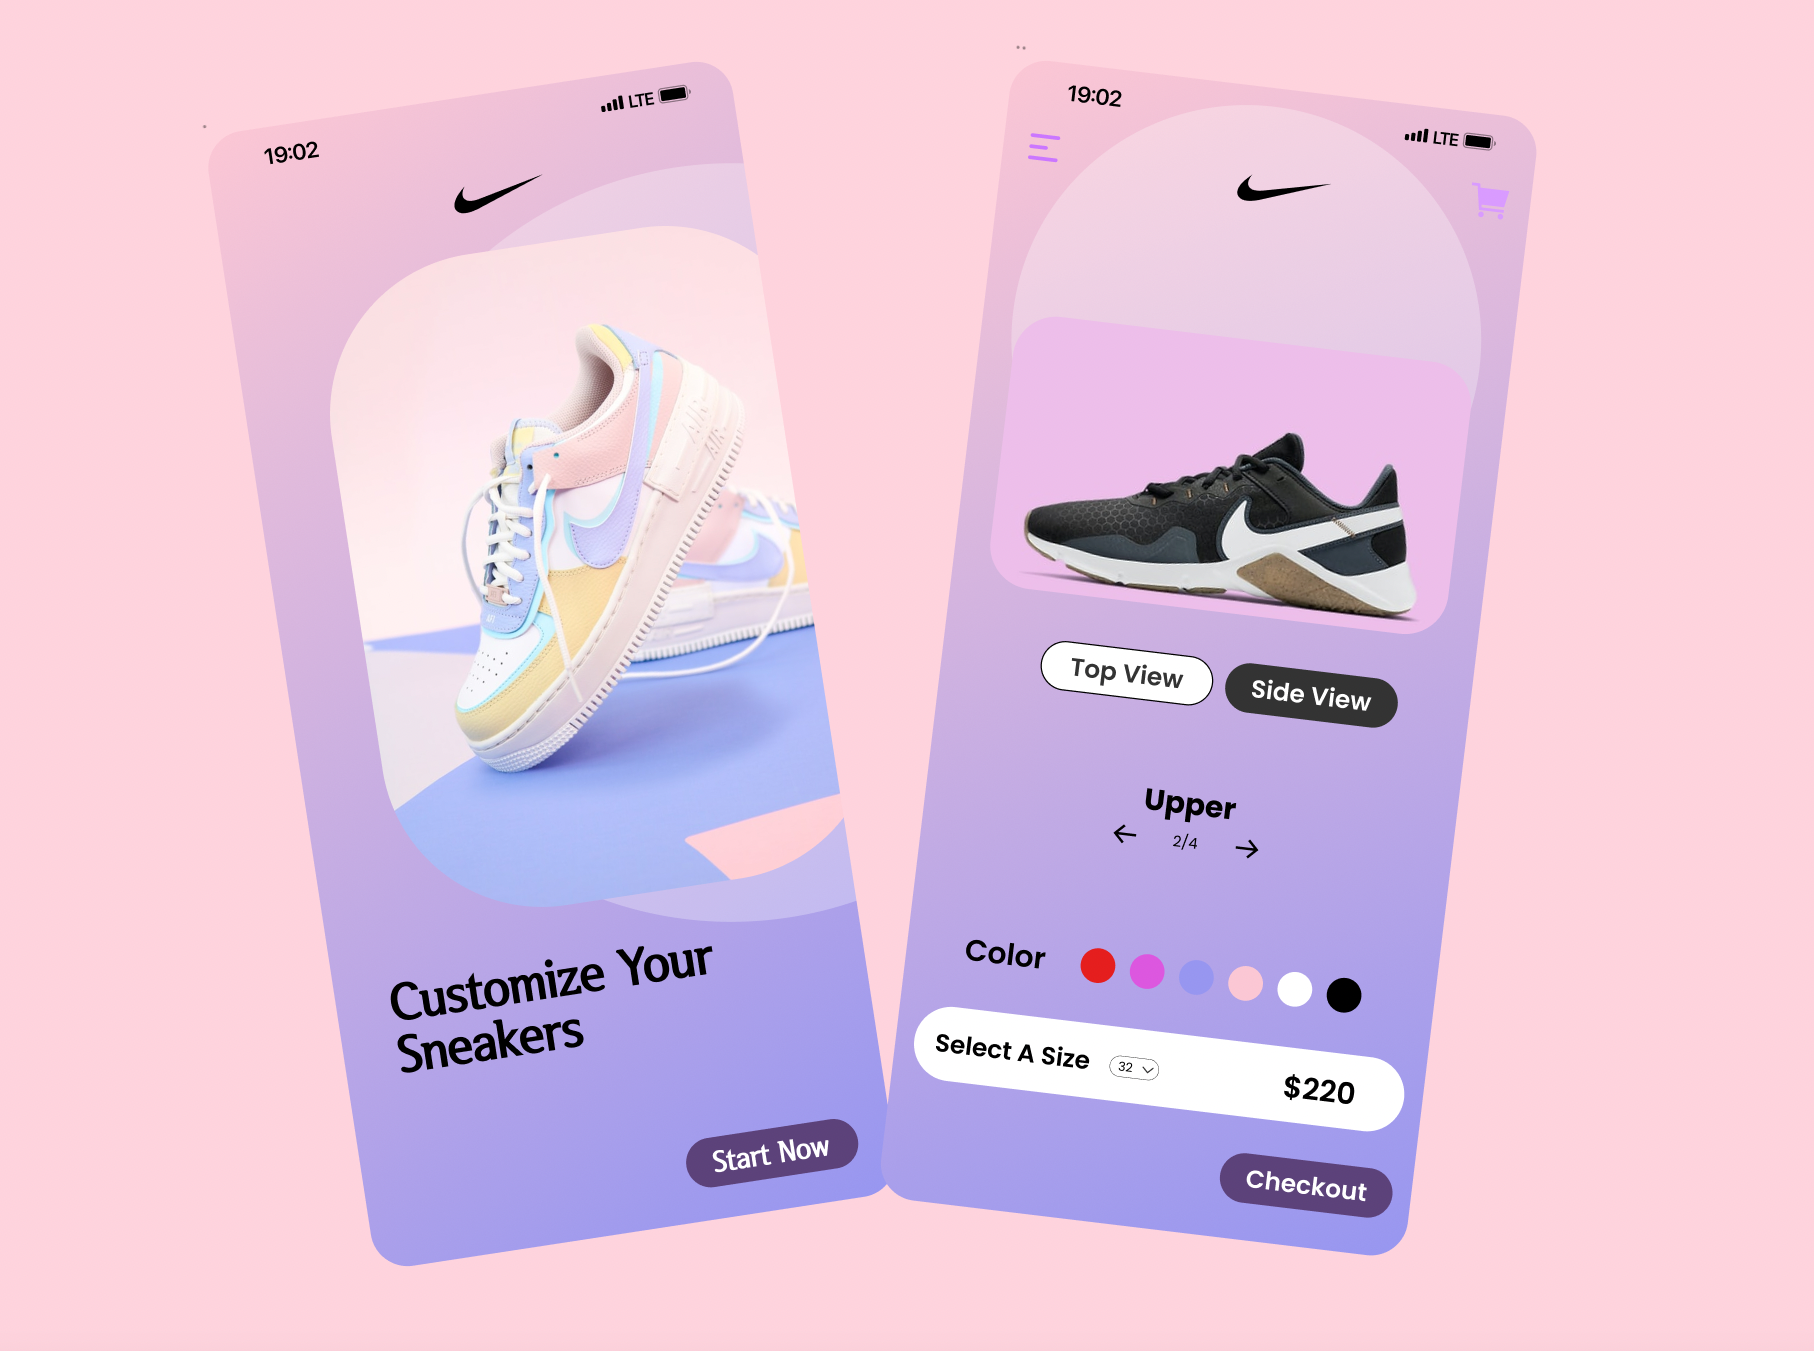 19:02
LTE
Customize Your
Sneakers
Start Now
19:02
LTE
Top View
Side View
Upper
2/4
Color
Select A Size
32
$220
Checkout